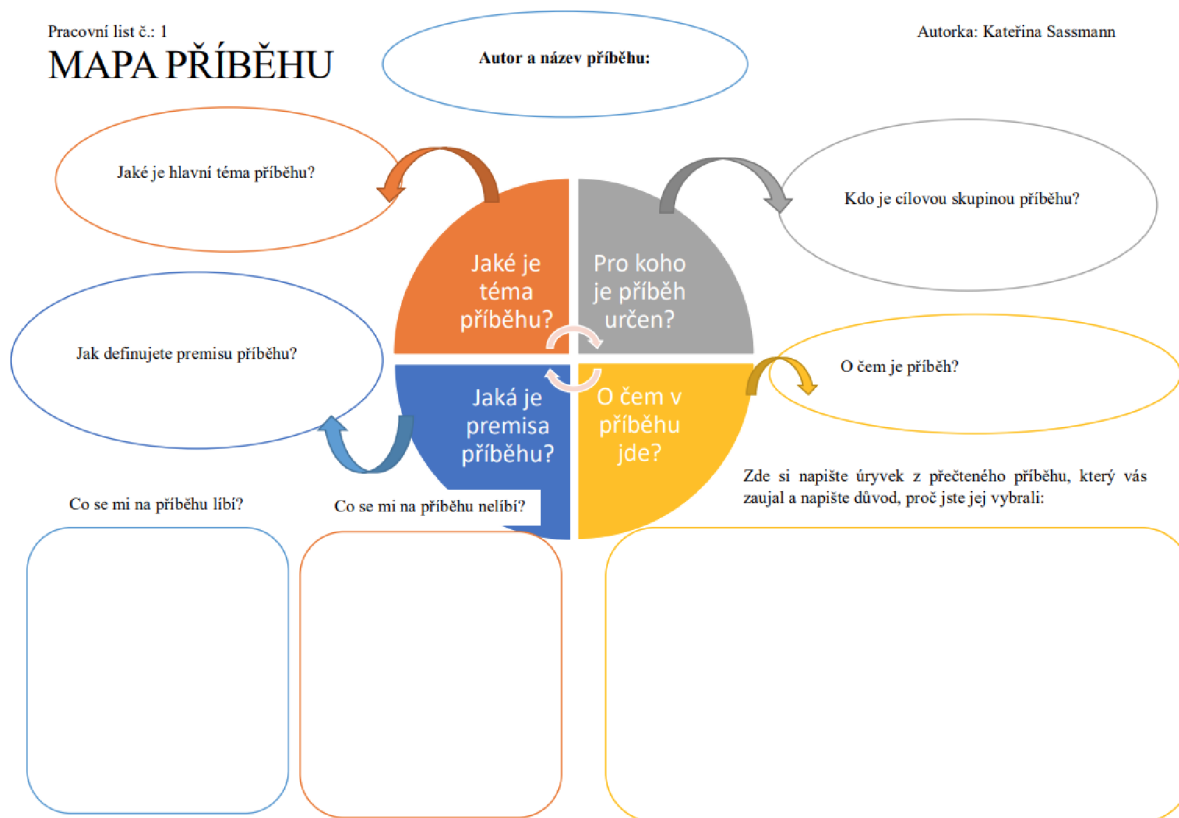 Pracovní list č.: 1
Autorka: Kateřina Sassmann
MAPA PŘÍBĚHU
Autor a název příběhu:
Jaké je hlavní téma příběhu?
Kdo je cílovou skupinou příběhu?
Jaké je
téma
příběhu?
Pro koho
je příběh
určen?
Jak definujete premisu příběhu?
O čem je příběh?
Jaká je
premisa
příběhu?
O čem v
příběhu
jde?
Zde si napište úryvek z přečteného příběhu, který vás
zaujal a napište důvod, proč jste jej vybrali:
Co se mi na příběhu líbí?
Co se mi na příběhu nelíbí?